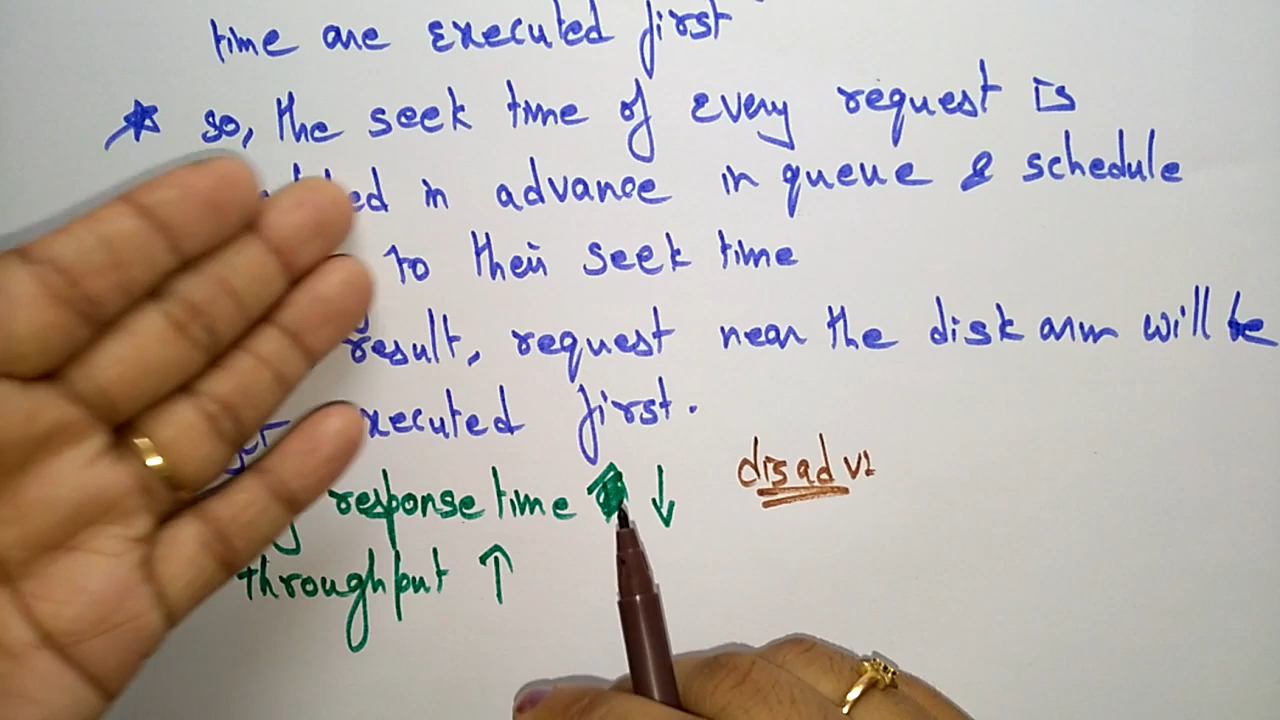 time are executed first
so, the seek time of every request is
in advance in queue & schedule
to their seek time
result, request near the disk arm will be
executed first.
response time ↓
disadv:
throughput ↑